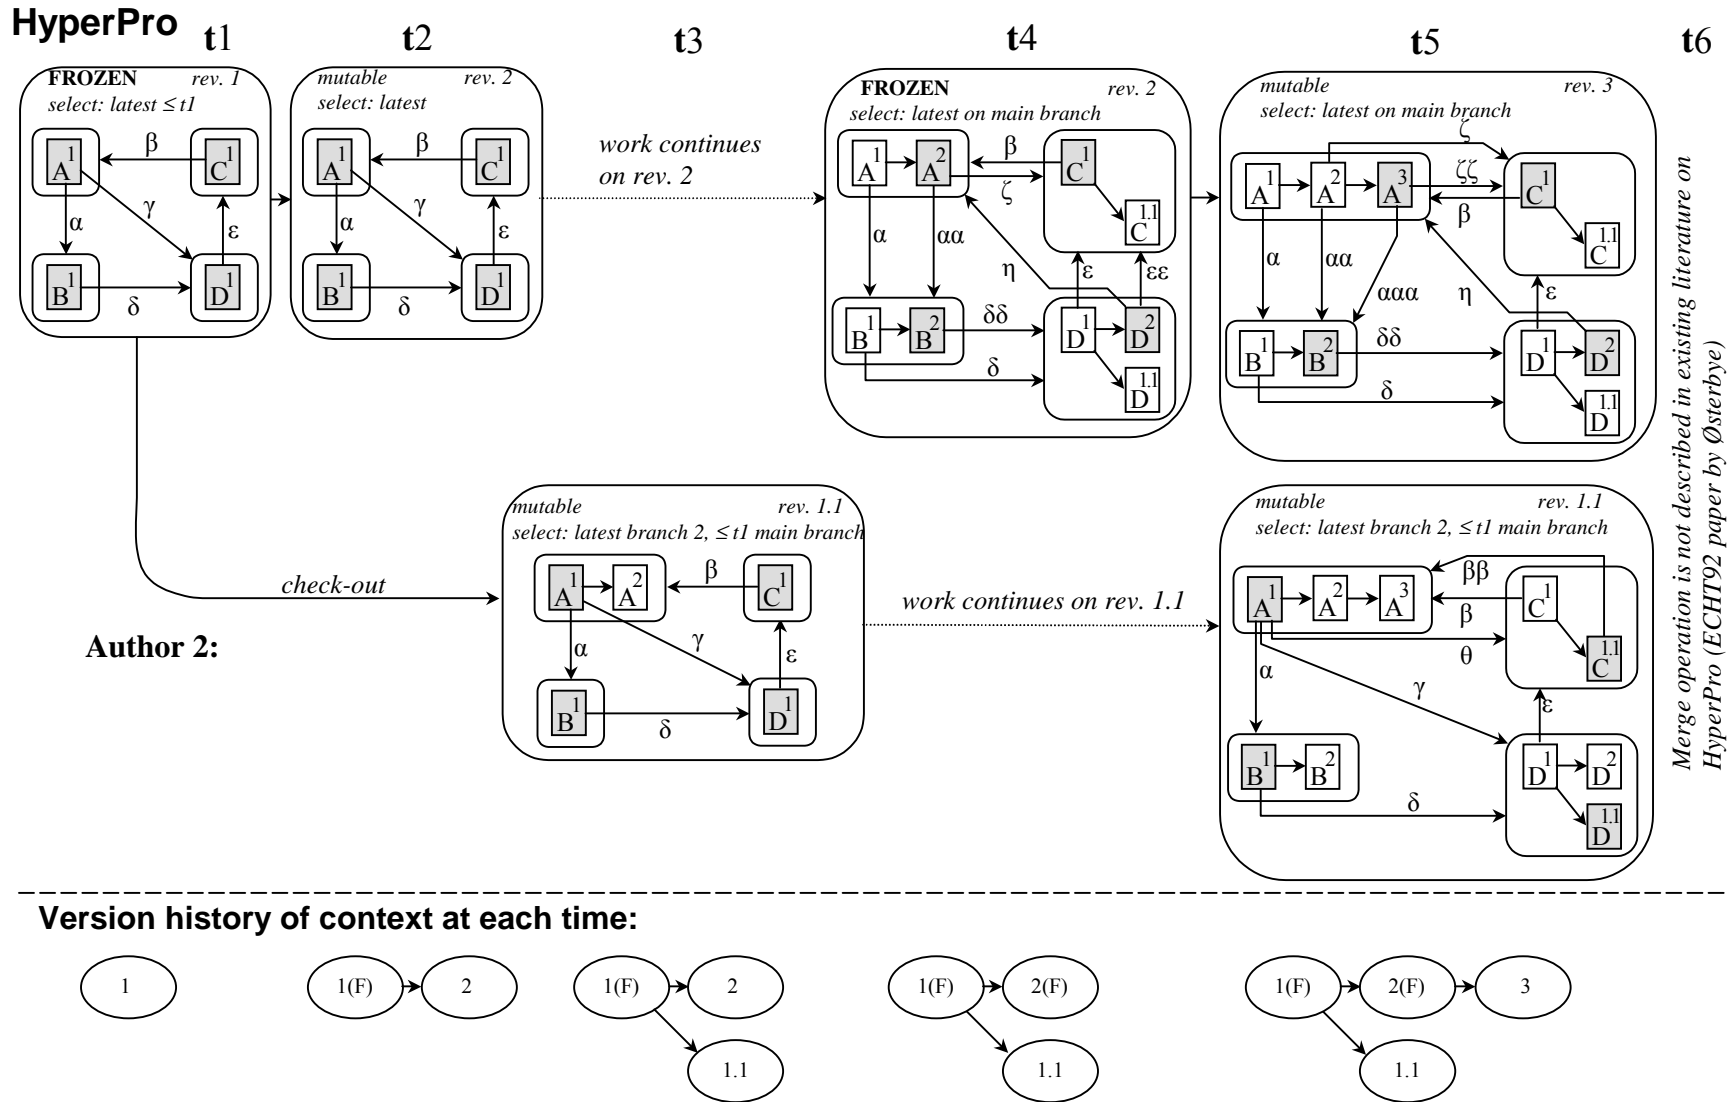 HyperPro
t1
t2
t3
t4
t5
t6
FROZEN rev. 1
select: latest ≤ t1
A1
β
C1
γ
α
ε
B1
δ
D1
mutable rev. 2
select: latest
A1
β
C1
γ
α
ε
B1
δ
D1
work continues
on rev. 2
FROZEN rev. 2
select: latest on main branch
A1
A2
β
ζ
C1
C1.1
α
αα
η
ε
εε
B1
B2
δδ
D1
D2
δ
D1.1
mutable rev. 3
select: latest on main branch
ζ
A1
A2
A3
ζζ
β
C1
C1.1
α
αα
ααα
η
ε
B1
B2
δδ
D1
D2
δ
D1.1
Merge operation is not described in existing literature on
HyperPro (ECHT92 paper by Østerbye)
check-out
Author 2:
mutable rev. 1.1
select: latest branch 2, ≤ t1 main branch
A1
A2
β
C1
γ
α
ε
B1
δ
D1
work continues on rev. 1.1
mutable rev. 1.1
select: latest branch 2, ≤ t1 main branch
ββ
A1
A2
A3
β
θ
C1
C1.1
α
γ
ε
B1
B2
D1
D2
δ
D1.1
Version history of context at each time:
1
1(F)
2
1(F)
2
1.1
1(F)
2(F)
1.1
1(F)
2(F)
3
1.1